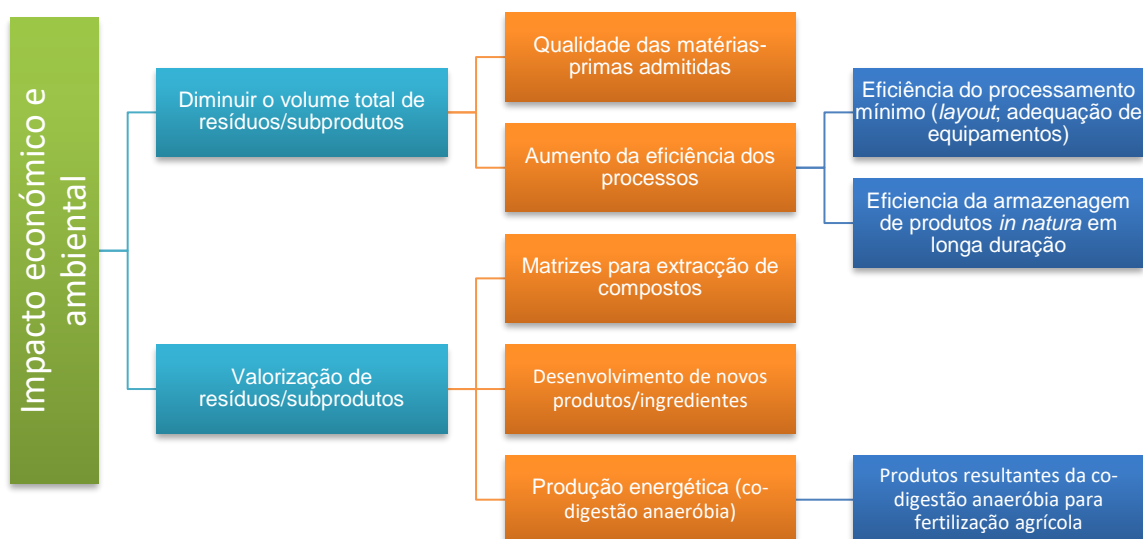 Impacto económico e
ambiental
Diminuir o volume total de
resíduos/subprodutos
Qualidade das matérias-
primas admitidas
Aumento da eficiência dos
processos
Eficiência do processamento
mínimo (layout; adequação de
equipamentos)
Eficiencia da armazenagem
de produtos in natura em
longa duração
Valorização de
resíduos/subprodutos
Matrizes para extracção de
compostos
Desenvolvimento de novos
produtos/ingredientes
Produção energética (co-
digestão anaeróbia)
Produtos resultantes da co-
digestão anaeróbia para
fertilização agrícola